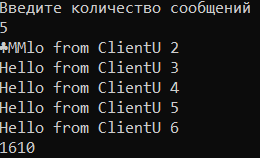 Введите количество сообщений
5
♣MMlo from ClientU 2
Hello from ClientU 3
Hello from ClientU 4
Hello from ClientU 5
Hello from ClientU 6
1610